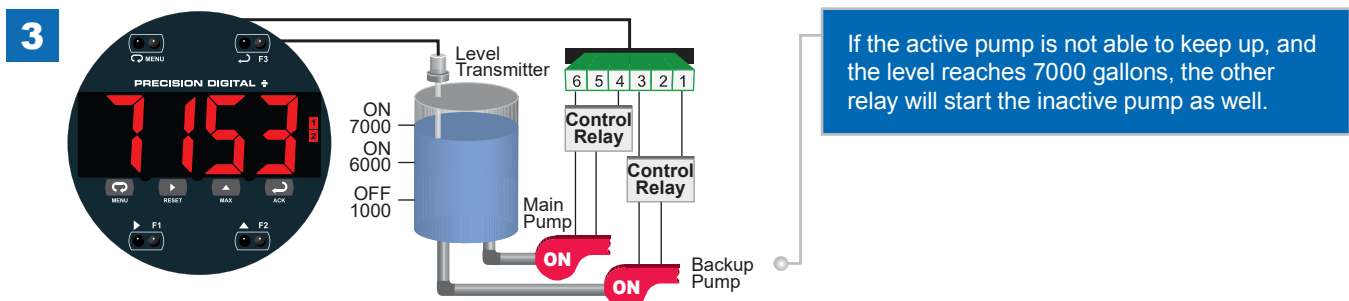 3
MENU
F3
PRECISION DIGITAL
7153
1
2
MENU
RESET
MAX
ACK
F1
F2
Level
Transmitter
ON
7000
ON
6000
OFF
1000
6 5 4 3 2 1
Control
Relay
Control
Relay
Main
Pump
ON
Backup
Pump
ON
If the active pump is not able to keep up, and
the level reaches 7000 gallons, the other
relay will start the inactive pump as well.